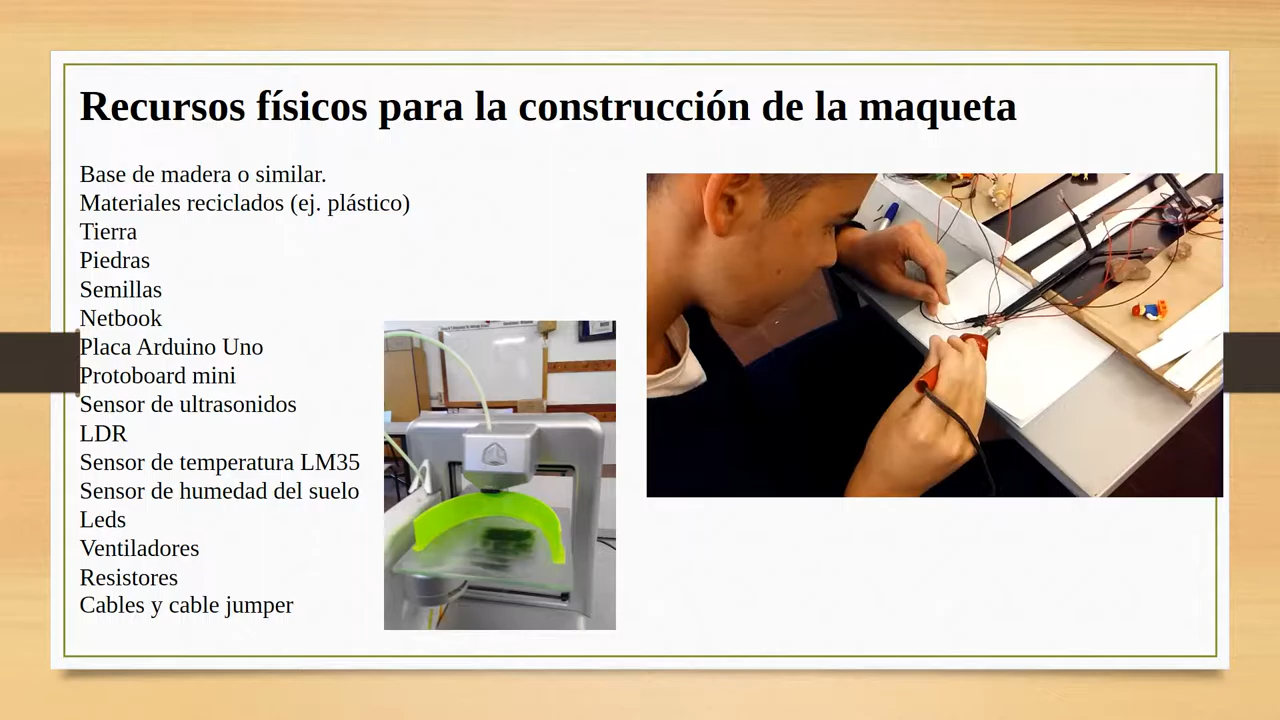 Recursos físicos para la construcción de la maqueta
Base de madera o similar.
Materiales reciclados (ej. plástico)
Tierra
Piedras
Semillas
Netbook
Placa Arduino Uno
Protoboard mini
Sensor de ultrasonidos
LDR
Sensor de temperatura LM35
Sensor de humedad del suelo
Leds
Ventiladores
Resistores
Cables y cable jumper